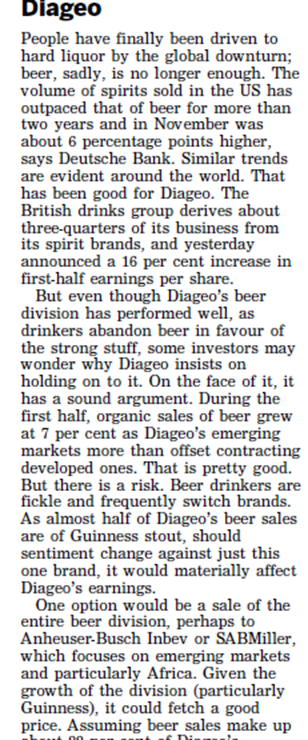 Diageo
People have finally been driven to
hard liquor by the global downturn;
beer, sadly, is no longer enough. The
volume of spirits sold in the US has
outpaced that of beer for more than
two years and in November was
about 6 percentage points higher,
says Deutsche Bank. Similar trends
are evident around the world. That
has been good for Diageo. The
British drinks group derives about
three-quarters of its business from
its spirit brands, and yesterday
announced a 16 per cent increase in
first-half earnings per share.
But even though Diageo's beer
division has performed well, as
drinkers abandon beer in favour of
the strong stuff, some investors may
wonder why Diageo insists on
holding on to it. On the face of it, it
has a sound argument. During the
first half, organic sales of beer grew
at 7 per cent as Diageo's emerging
markets more than offset contracting
developed ones. That is pretty good.
But there is a risk. Beer drinkers are
fickle and frequently switch brands.
As almost half of Diageo's beer sales
are of Guinness stout, should
sentiment change against just this
one brand, it would materially affect
Diageo's earnings.
One option would be a sale of the
entire beer division, perhaps to
Anheuser-Busch Inbev or SABMiller,
which focuses on emerging markets
and particularly Africa. Given the
growth of the division (particularly
Guinness), it could fetch a good
price. Assuming beer sales make up